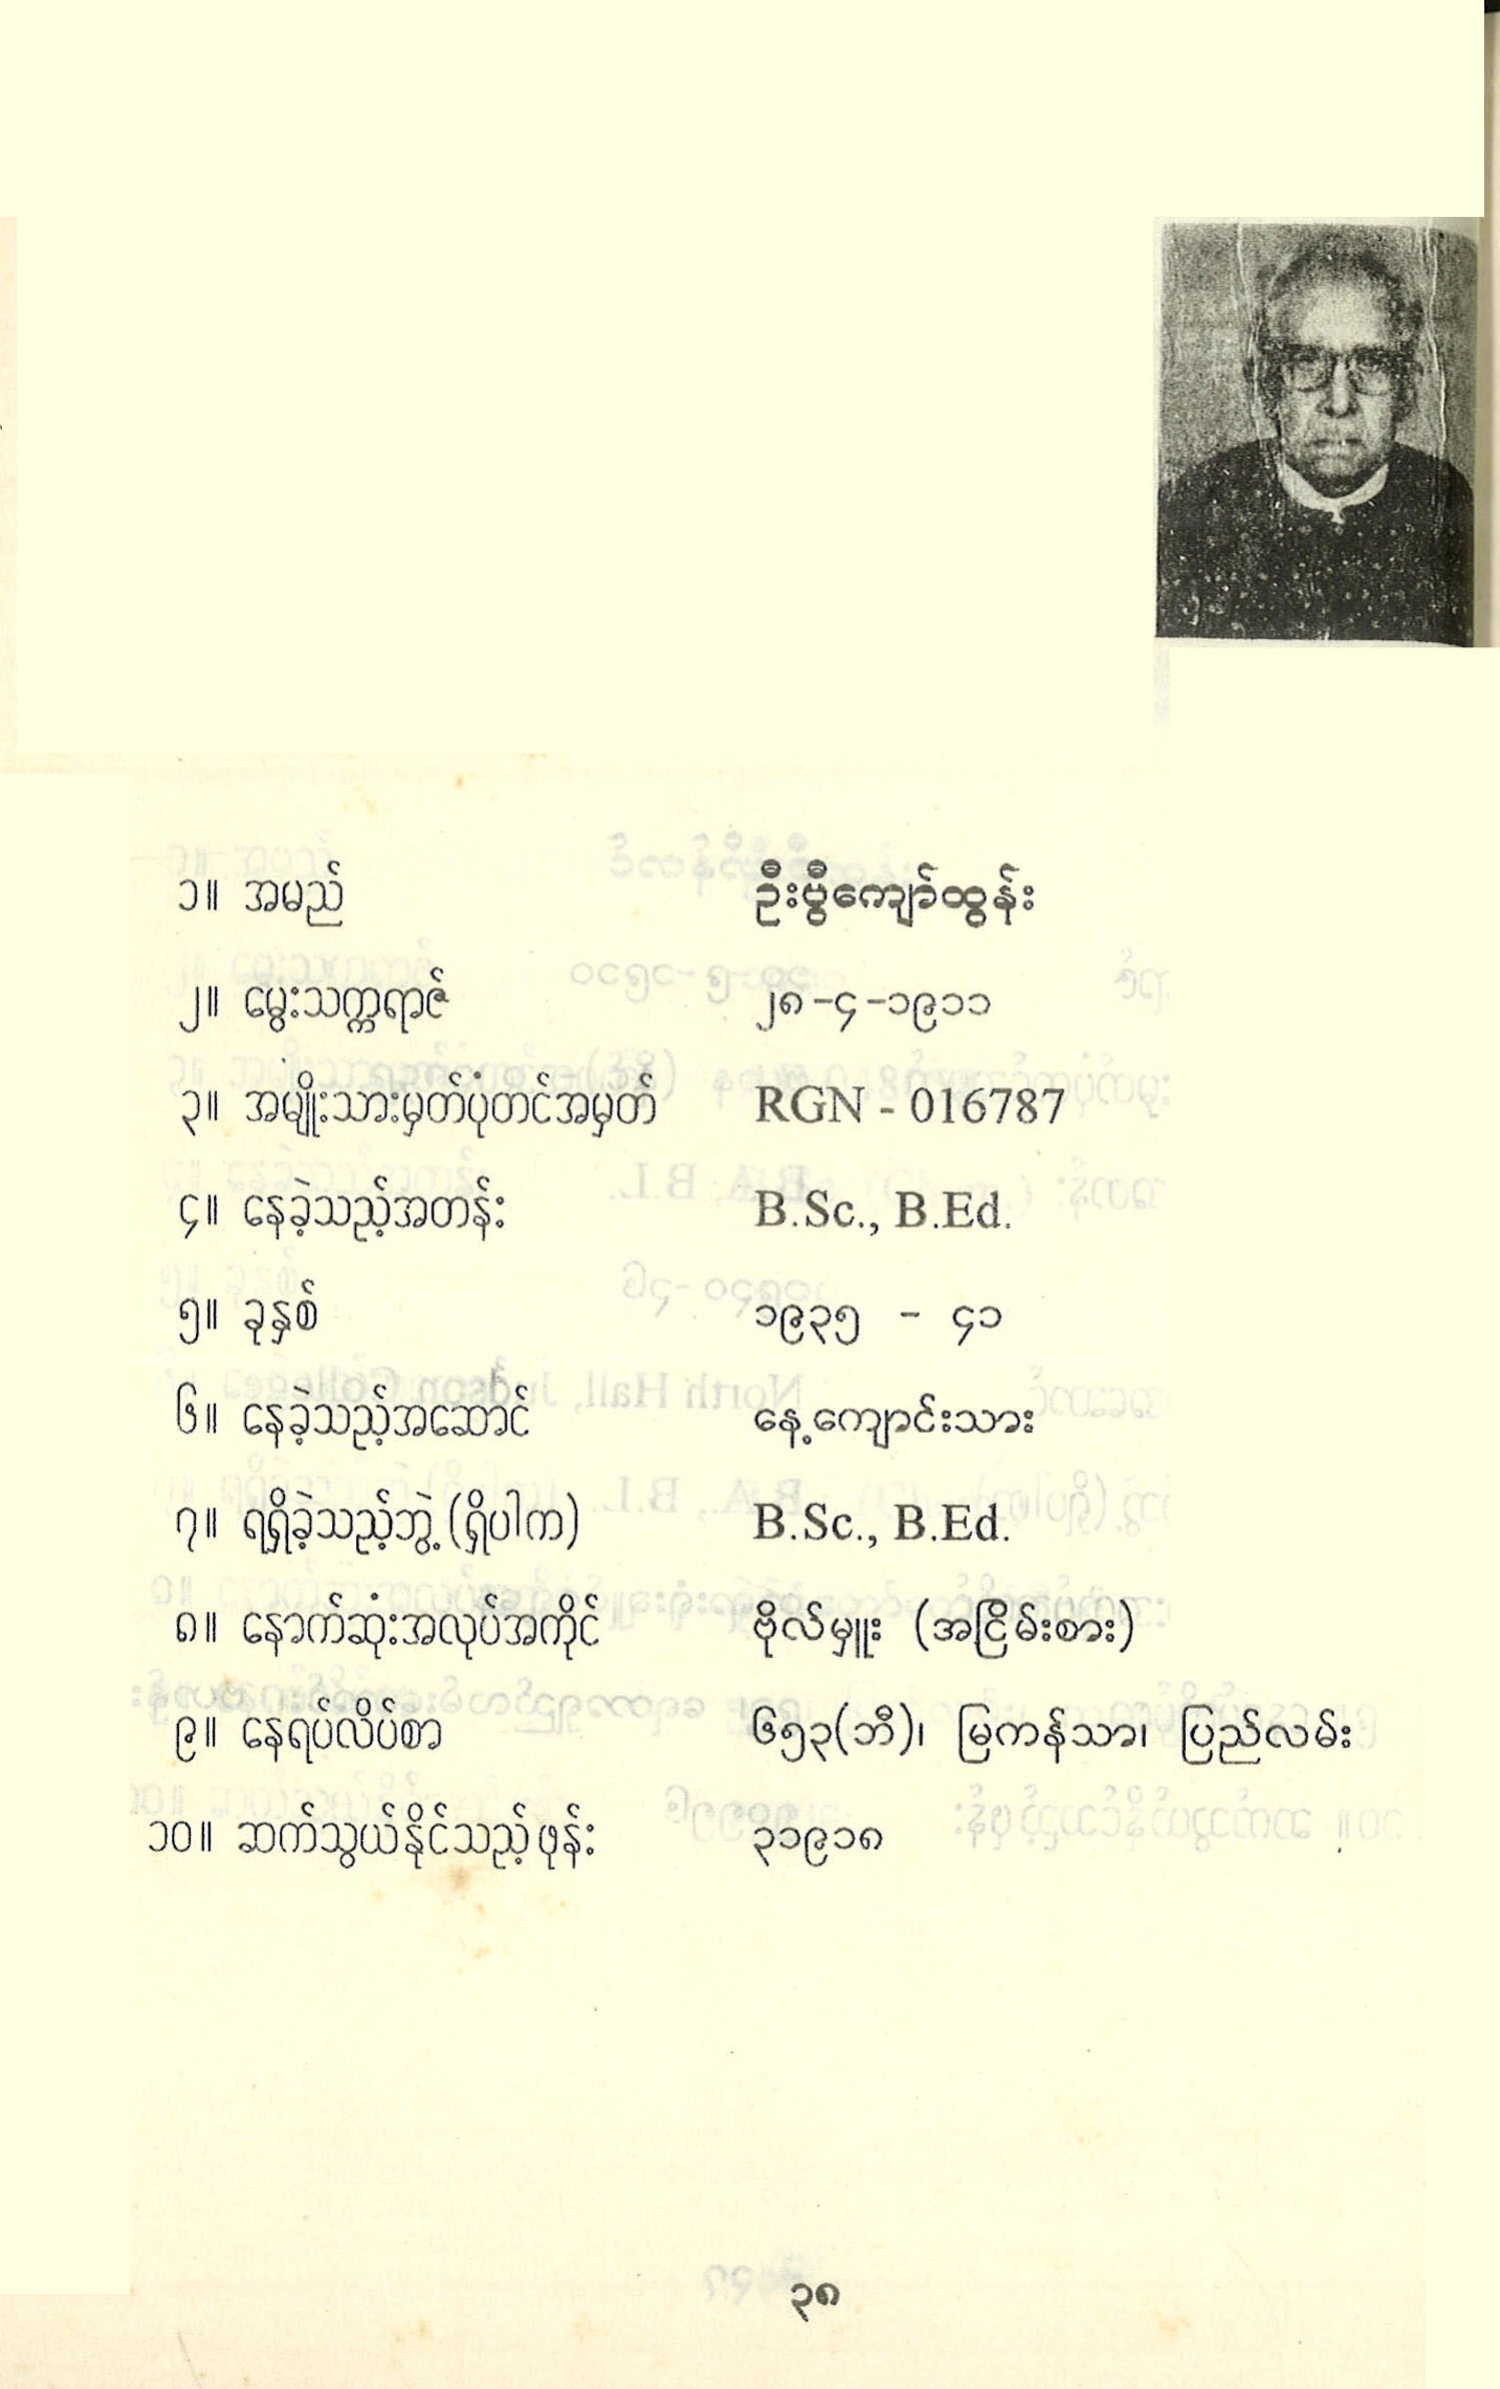 ၁။ အမည် ဦးဗွီကျော်ထွန်း
၂။ မွေးသက္ကရာဇ် ၂၈-၄-၁၉၁၁
၃။ အမျိုးသားမှတ်ပုံတင်အမှတ် RGN - 016787
၄။ နေခဲ့သည့်အတန်း B.Sc., B.Ed.
၅။ ခုနှစ် ၁၉၃၅ - ၄၁
၆။ နေခဲ့သည့်အဆောင် နေ့ကျောင်းသား
၇။ ရရှိခဲ့သည့်ဘွဲ့(ရှိပါက) B.Sc., B.Ed.
၈။ နောက်ဆုံးအလုပ်အကိုင် ဗိုလ်မှူး (အငြိမ်းစား)
၉။ နေရပ်လိပ်စာ ၆၅၃(ဘီ)၊ မြကန်သာ၊ ပြည်လမ်း
၁၀။ ဆက်သွယ်နိုင်သည့်ဖုန်း ၃၁၉၁၈
၃၈